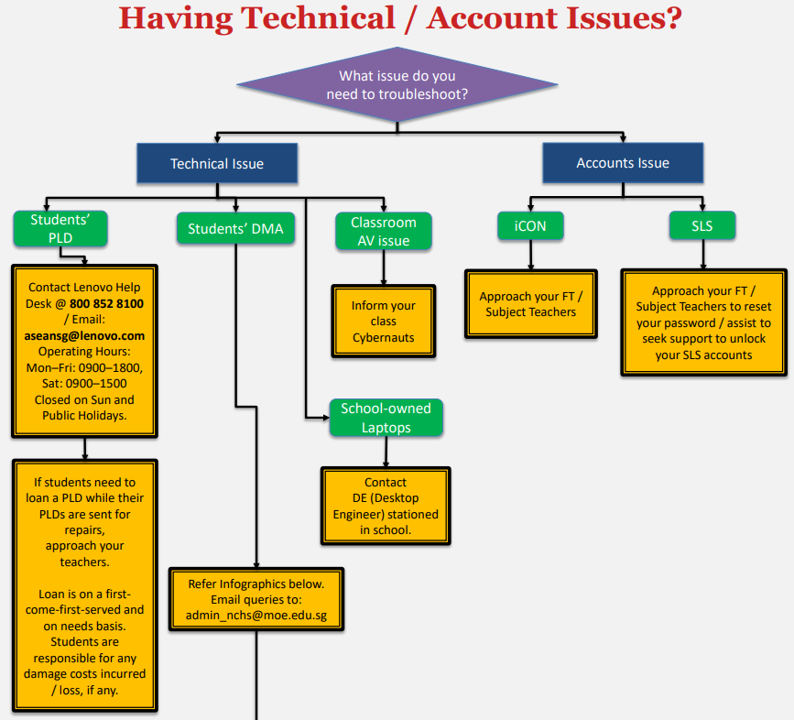 Having Technical / Account Issues?
What issue do you
need to troubleshoot?
Technical Issue
Accounts Issue
Students’
PLD
Students’ DMA
Classroom
AV issue
iCON
SLS
Contact Lenovo Help
Desk @ 800 852 8100
/ Email:
aseansg@lenovo.com
Operating Hours:
Mon–Fri: 0900–1800,
Sat: 0900–1500
Closed on Sun and
Public Holidays.
Inform your
class
Cybernauts
Approach your FT /
Subject Teachers
Approach your FT /
Subject Teachers to reset
your password / assist to
seek support to unlock
your SLS accounts
School-owned
Laptops
Contact
DE (Desktop
Engineer) stationed
in school.
If students need to
loan a PLD while their
PLDs are sent for
repairs,
approach your
teachers.
Loan is on a first-
come-first-served and
on needs basis.
Students are
responsible for any
damage costs incurred
/ loss, if any.
Refer Infographics below.
Email queries to:
admin_nchs@moe.edu.sg